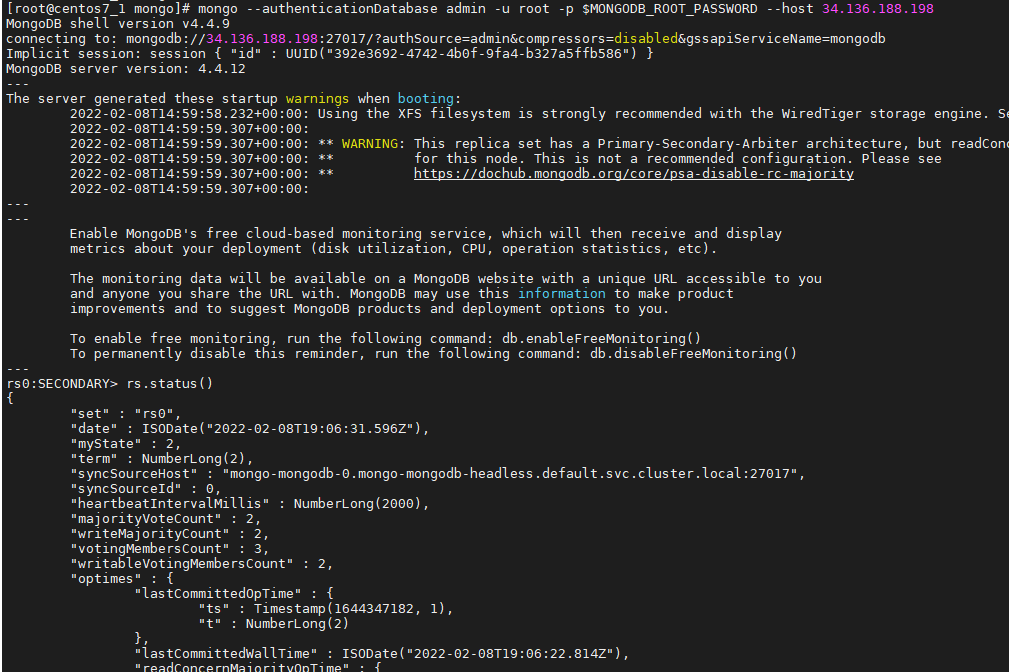 [root@centos7_1 mongo]# mongo --authenticationDatabase admin -u root -p $MONGODB_ROOT_PASSWORD --host 34.136.188.198
MongoDB shell version v4.4.9
connecting to: mongodb://34.136.188.198:27017/?authSource=admin&compressors=disabled&gssapiServiceName=mongodb
Implicit session: session { "id" : UUID("392e3692-4742-4b0f-9fa4-b327a5ffb586") }
MongoDB server version: 4.4.12
---
The server generated these startup warnings when booting:
2022-02-08T14:59:58.232+00:00: Using the XFS filesystem is strongly recommended with the WiredTiger storage engine. Se
2022-02-08T14:59:59.307+00:00:
2022-02-08T14:59:59.307+00:00: ** WARNING: This replica set has a Primary-Secondary-Arbiter architecture, but readConc
2022-02-08T14:59:59.307+00:00: **          for this node. This is not a recommended configuration. Please see
2022-02-08T14:59:59.307+00:00: **          https://dochub.mongodb.org/core/psa-disable-rc-majority
2022-02-08T14:59:59.307+00:00:
---
---
Enable MongoDB's free cloud-based monitoring service, which will then receive and display
metrics about your deployment (disk utilization, CPU, operation statistics, etc).
The monitoring data will be available on a MongoDB website with a unique URL accessible to you
and anyone you share the URL with. MongoDB may use this information to make product
improvements and to suggest MongoDB products and deployment options to you.
To enable free monitoring, run the following command: db.enableFreeMonitoring()
To permanently disable this reminder, run the following command: db.disableFreeMonitoring()
---
rs0:SECONDARY> rs.status()
{
"set" : "rs0",
"date" : ISODate("2022-02-08T19:06:31.596Z"),
"myState" : 2,
"term" : NumberLong(2),
"syncSourceHost" : "mongo-mongodb-0.mongo-mongodb-headless.default.svc.cluster.local:27017",
"syncSourceId" : 0,
"heartbeatIntervalMillis" : NumberLong(2000),
"majorityVoteCount" : 2,
"writeMajorityCount" : 2,
"votingMembersCount" : 3,
"writableVotingMembersCount" : 2,
"optimes" : {
"lastCommittedOpTime" : {
"ts" : Timestamp(1644347182, 1),
"t" : NumberLong(2)
},
"lastCommittedWallTime" : ISODate("2022-02-08T19:06:22.814Z"),
"readConcernMajorityOpTime" : {